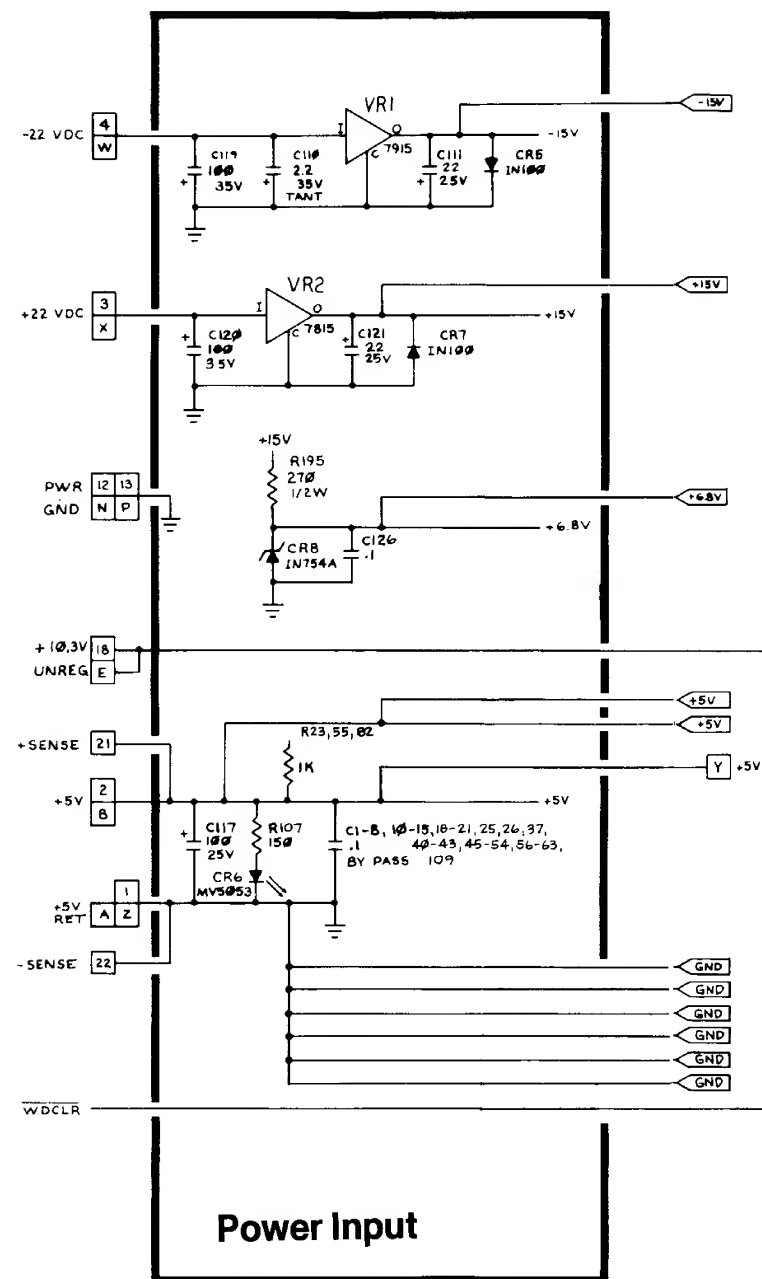 VR1
-15V
-22 VDC
4
W
I
O
C
7915
-15V
C119
100
35V
C110
2.2
35V
TANT
C111
22
25V
CR5
IN100
VR2
+15V
+22 VDC
3
X
I
O
C
7815
+15V
C120
100
35V
C121
22
25V
CR7
IN100
+15V
R195
270
1/2W
PWR
GND
12 13
N P
+6.8V
+6.8V
CR8
IN754A
C126
.1
+10.3V
UNREG
18
E
+5V
+5V
R23,55,82
+SENSE
21
1K
Y
+5V
+5V
2
B
+5V
C117
100
25V
R107
150
C1-8, 10-15,18-21,25,26,37,
.1 40-43,45-54,56-63,
BY PASS 109
CR6
MV5053
+5V
RET
1
A Z
-SENSE
22
GND
GND
GND
GND
GND
GND
WDCLR
Power Input